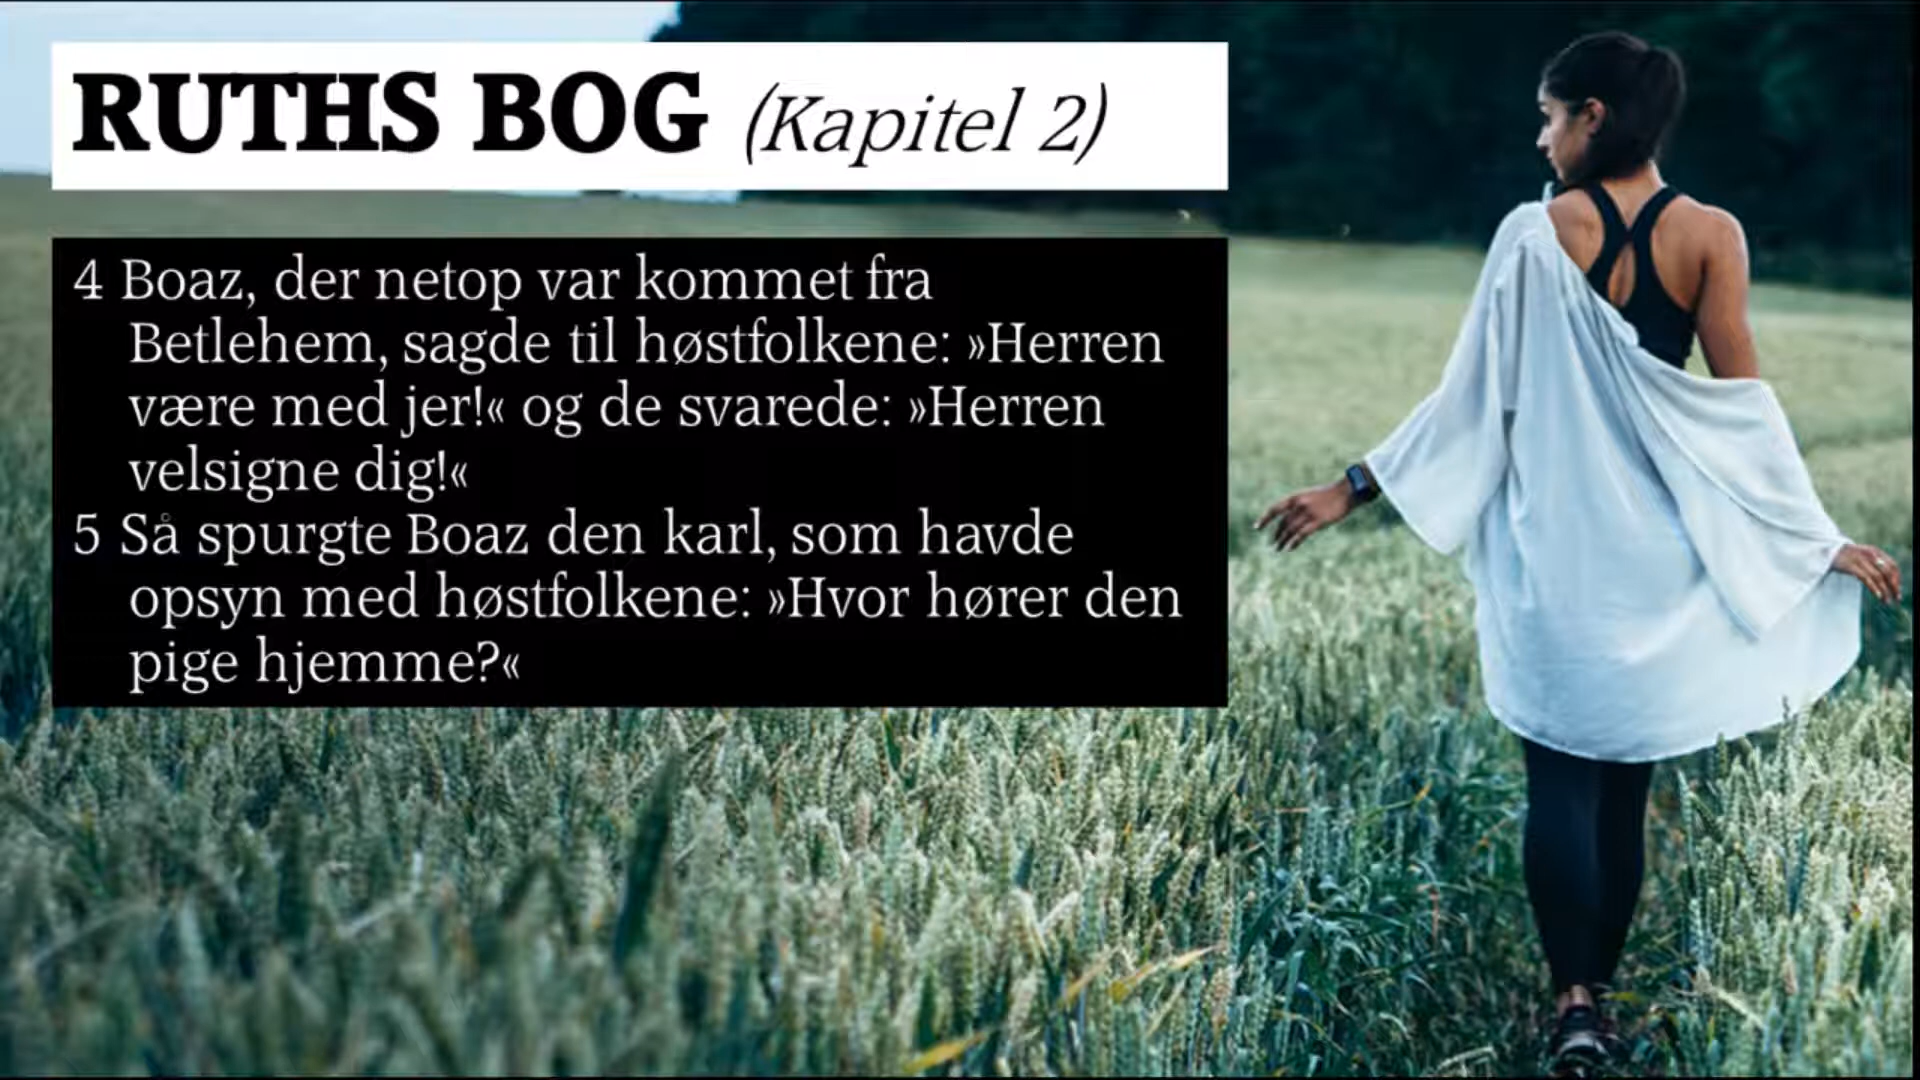 RUTHS BOG (Kapitel 2)
4 Boaz, der netop var kommet fra
Betlehem, sagde til høstfolkene: »Herren
være med jer!« og de svarede: »Herren
velsigne dig!«
5 Så spurgte Boaz den karl, som havde
opsyn med høstfolkene: »Hvor hører den
pige hjemme?«